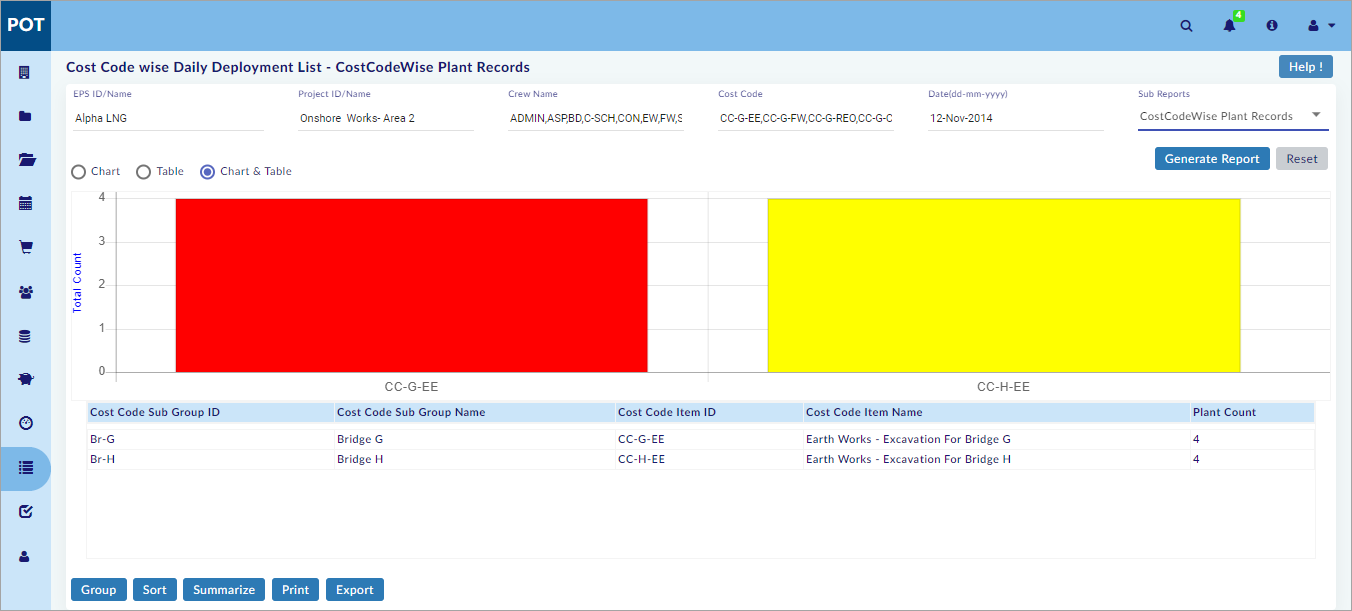 POT
4
Cost Code wise Daily Deployment List - CostCodeWise Plant Records
Help !
EPS ID/Name Project ID/Name Crew Name Cost Code Date(dd-mm-yyyy) Sub Reports
Alpha LNG Onshore Works- Area 2 ADMIN,ASP,BD,C-SCH,CON,EW,FW,S CC-G-EE,CC-G-FW,CC-G-REO,CC-G-C 12-Nov-2014 CostCodeWise Plant Records
Generate Report Reset
Chart Table Chart & Table
4
3
2
1
0
Total Count
CC-G-EE CC-H-EE
Cost Code Sub Group ID Cost Code Sub Group Name Cost Code Item ID Cost Code Item Name Plant Count
Br-G Bridge G CC-G-EE Earth Works - Excavation For Bridge G 4
Br-H Bridge H CC-H-EE Earth Works - Excavation For Bridge H 4
Group Sort Summarize Print Export